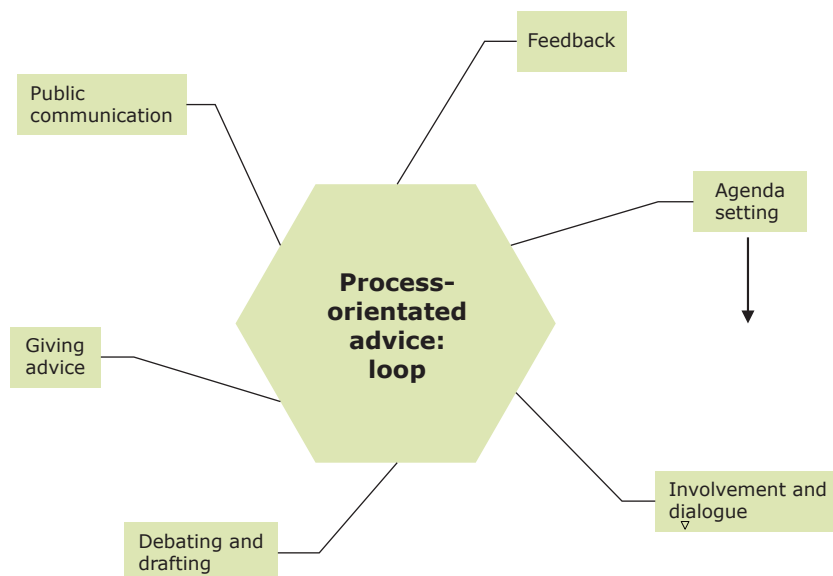 Feedback
Public
communication
Agenda
setting
Process-
orientated
advice:
loop
Giving
advice
Involvement and
dialogue
Debating and
drafting